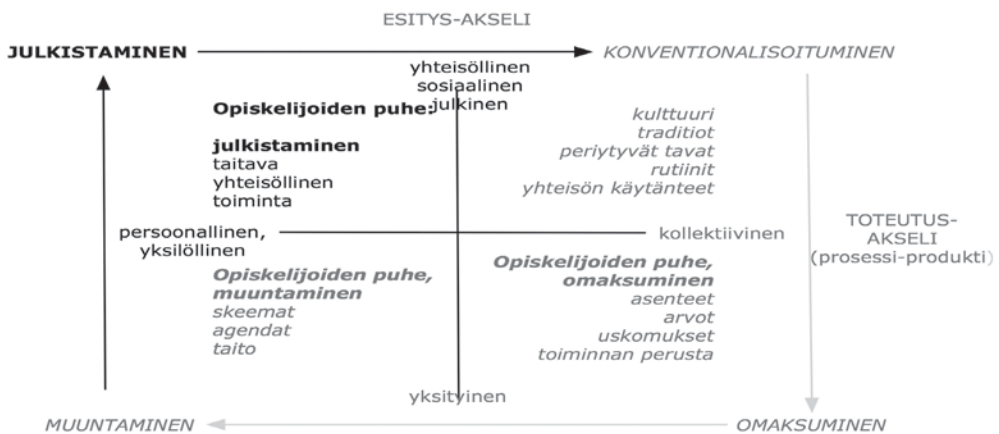 ESITYS-AKSELI
JULKISTAMINEN
KONVENTIONALISOITUMINEN
yhteisöllinen
sosiaalinen
julkinen
Opiskelijoiden puhe:
julkistaminen
taitava
yhteisöllinen
toiminta
kulttuuri
traditiot
periytyvät tavat
rutiinit
yhteisön käytänteet
persoonallinen,
yksilöllinen
kollektiivinen
TOTEUTUS-
AKSELI
(prosessi-produkti)
Opiskelijoiden puhe,
muuntaminen
skeemat
agendat
taito
Opiskelijoiden puhe,
omaksuminen
asenteet
arvot
uskomukset
toiminnan perusta
yksityinen
MUUNTAMINEN
OMAKSUMINEN